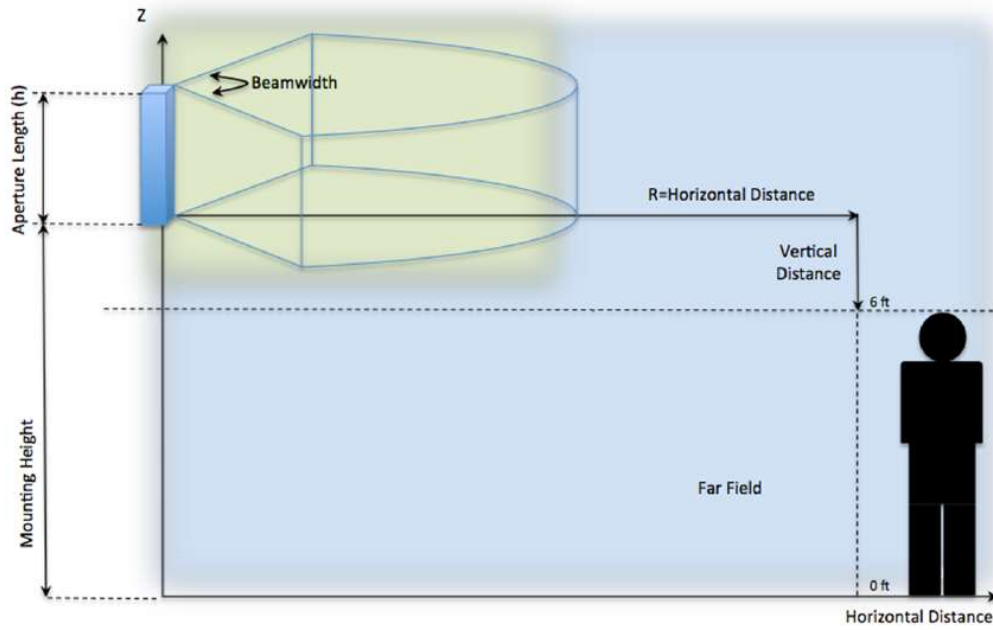 Z
Beamwidth
Aperture Length (h)
R=Horizontal Distance
Vertical
Distance
6 ft
Mounting Height
Far Field
0 ft
Horizontal Distance